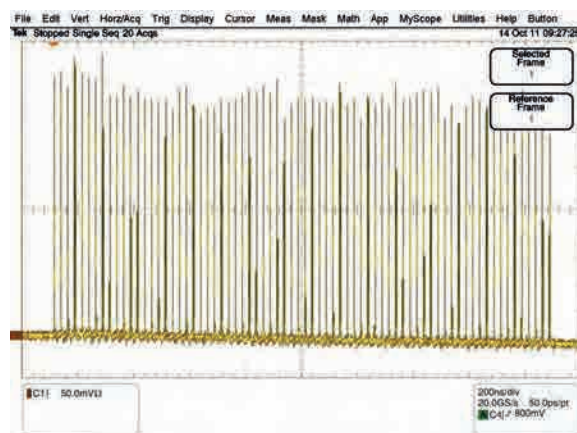 File Edit Vert Horz/Acq Trig Display Cursor Meas Mask Math App MyScope Utilities Help Button
Tek Stopped Single Seq 20 Acqs 14 Oct 11 09:27:25
Selected
Frame
1
Reference
Frame
1
C1 50.0mVΩ
200ns/div
20.0GS/s 50.0ps/pt
A C4 / 800mV